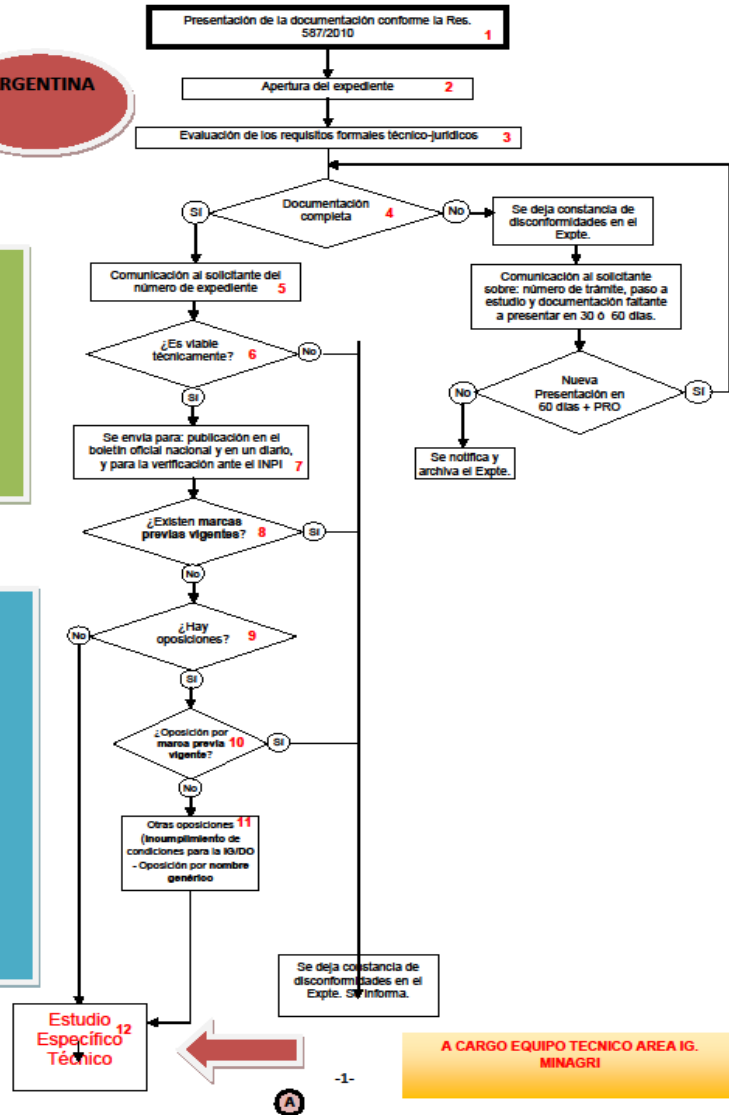 Presentación de la documentación conforme la Res.
587/2010 1
RGENTINA
Apertura del expediente 2
Evaluación de los requisitos formales técnico-jurídicos 3
Documentación
completa 4
SI
No
Se deja constancia de
disconformidades en el
Expte.
Comunicación al solicitante del
número de expediente 5
Comunicación al solicitante
sobre: número de trámite, paso a
estudio y documentación faltante
a presentar en 30 ó 60 días.
¿Es viable
técnicamente? 6
No
SI
Nueva
Presentación en
60 días + PRO
No
SI
Se notifica y
archiva el Expte.
Se envía para: publicación en el
boletín oficial nacional y en un diario,
y para la verificación ante el INPI 7
¿Existen marcas
previas vigentes? 8
SI
No
¿Hay
oposiciones? 9
No
SI
¿Oposición por
marca previa 10
vigente?
SI
No
Otras oposiciones 11
(Incumplimiento de
condiciones para la IG/DO
- Oposición por nombre
genérico
Se deja constancia de
disconformidades en el
Expte. Se informa.
Estudio
Específico 12
Técnico
A CARGO EQUIPO TECNICO AREA IG.
MINAGRI
-1-
A